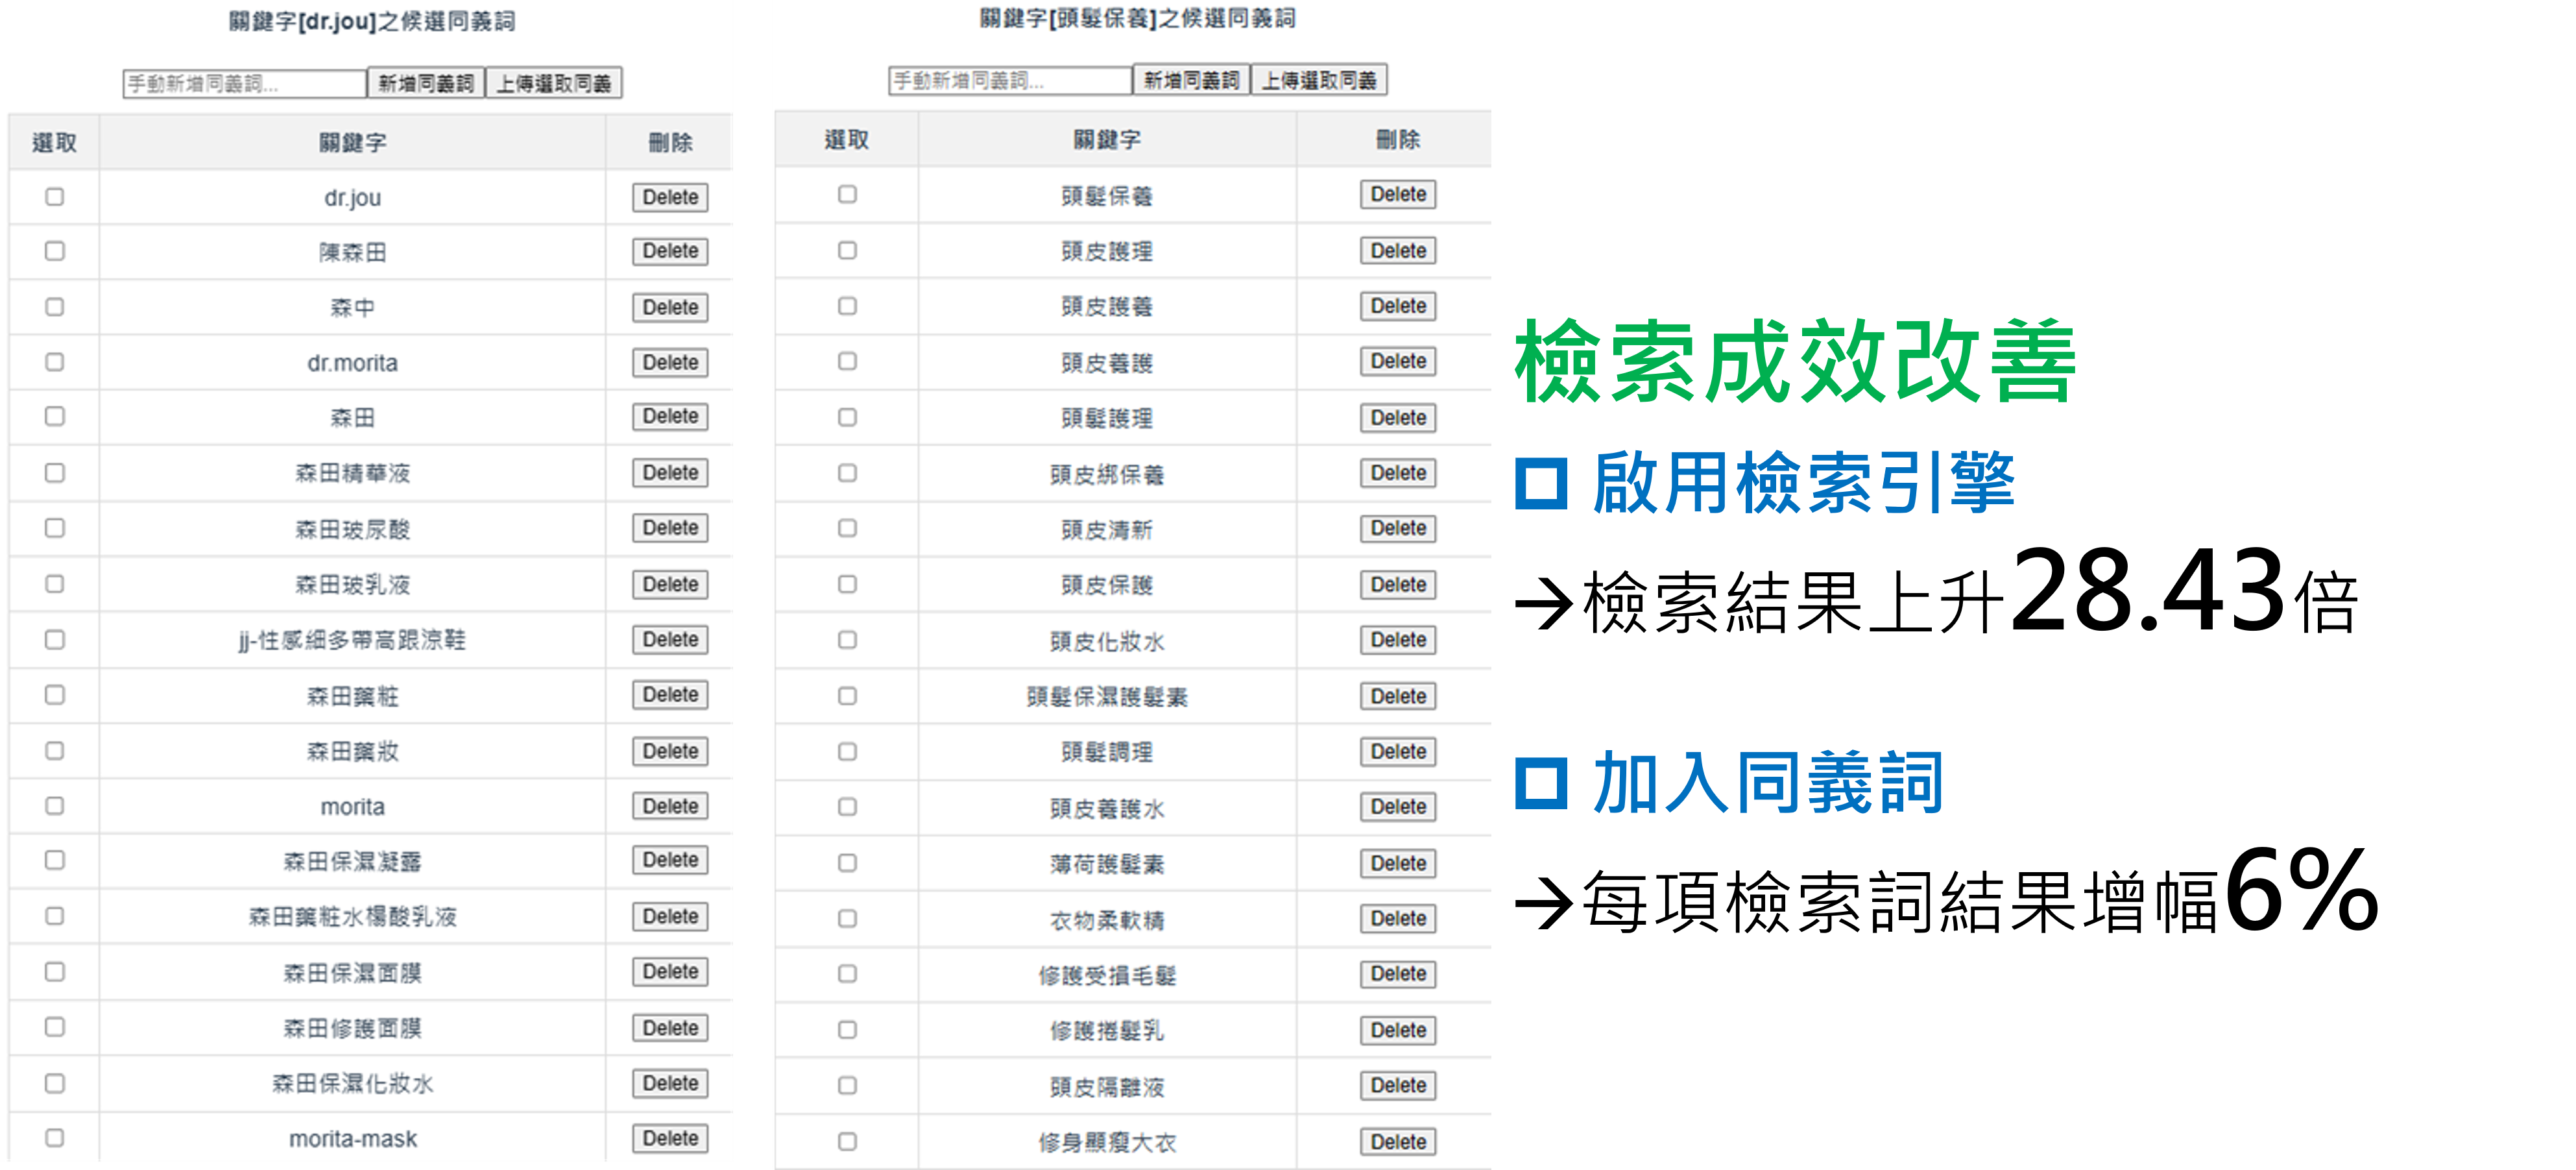 關鍵字[dr.jou]之候選同義詞
手動新增同義詞... 新增同義詞 上傳選取同義
選取 關鍵字 刪除
dr.jou Delete
陳森田 Delete
森中 Delete
dr.morita Delete
森田 Delete
森田精華液 Delete
森田玻尿酸 Delete
森田玻乳液 Delete
jj-性感細多帶高跟涼鞋 Delete
森田藥粧 Delete
森田藥妝 Delete
morita Delete
森田保濕凝露 Delete
森田藥粧水楊酸乳液 Delete
森田保濕面膜 Delete
森田修護面膜 Delete
森田保濕化妝水 Delete
morita-mask Delete
關鍵字[頭髮保養]之候選同義詞
手動新增同義詞... 新增同義詞 上傳選取同義
選取 關鍵字 刪除
頭髮保養 Delete
頭皮護理 Delete
頭皮護養 Delete
頭皮養護 Delete
頭髮護理 Delete
頭皮綁保養 Delete
頭皮清新 Delete
頭皮保護 Delete
頭皮化妝水 Delete
頭髮保濕護髮素 Delete
頭髮調理 Delete
頭皮養護水 Delete
薄荷護髮素 Delete
衣物柔軟精 Delete
修護受損毛髮 Delete
修護捲髮乳 Delete
頭皮隔離液 Delete
修身顯瘦大衣 Delete
檢索成效改善
啟用檢索引擎
→檢索結果上升28.43倍
加入同義詞
→每項檢索詞結果增幅6%